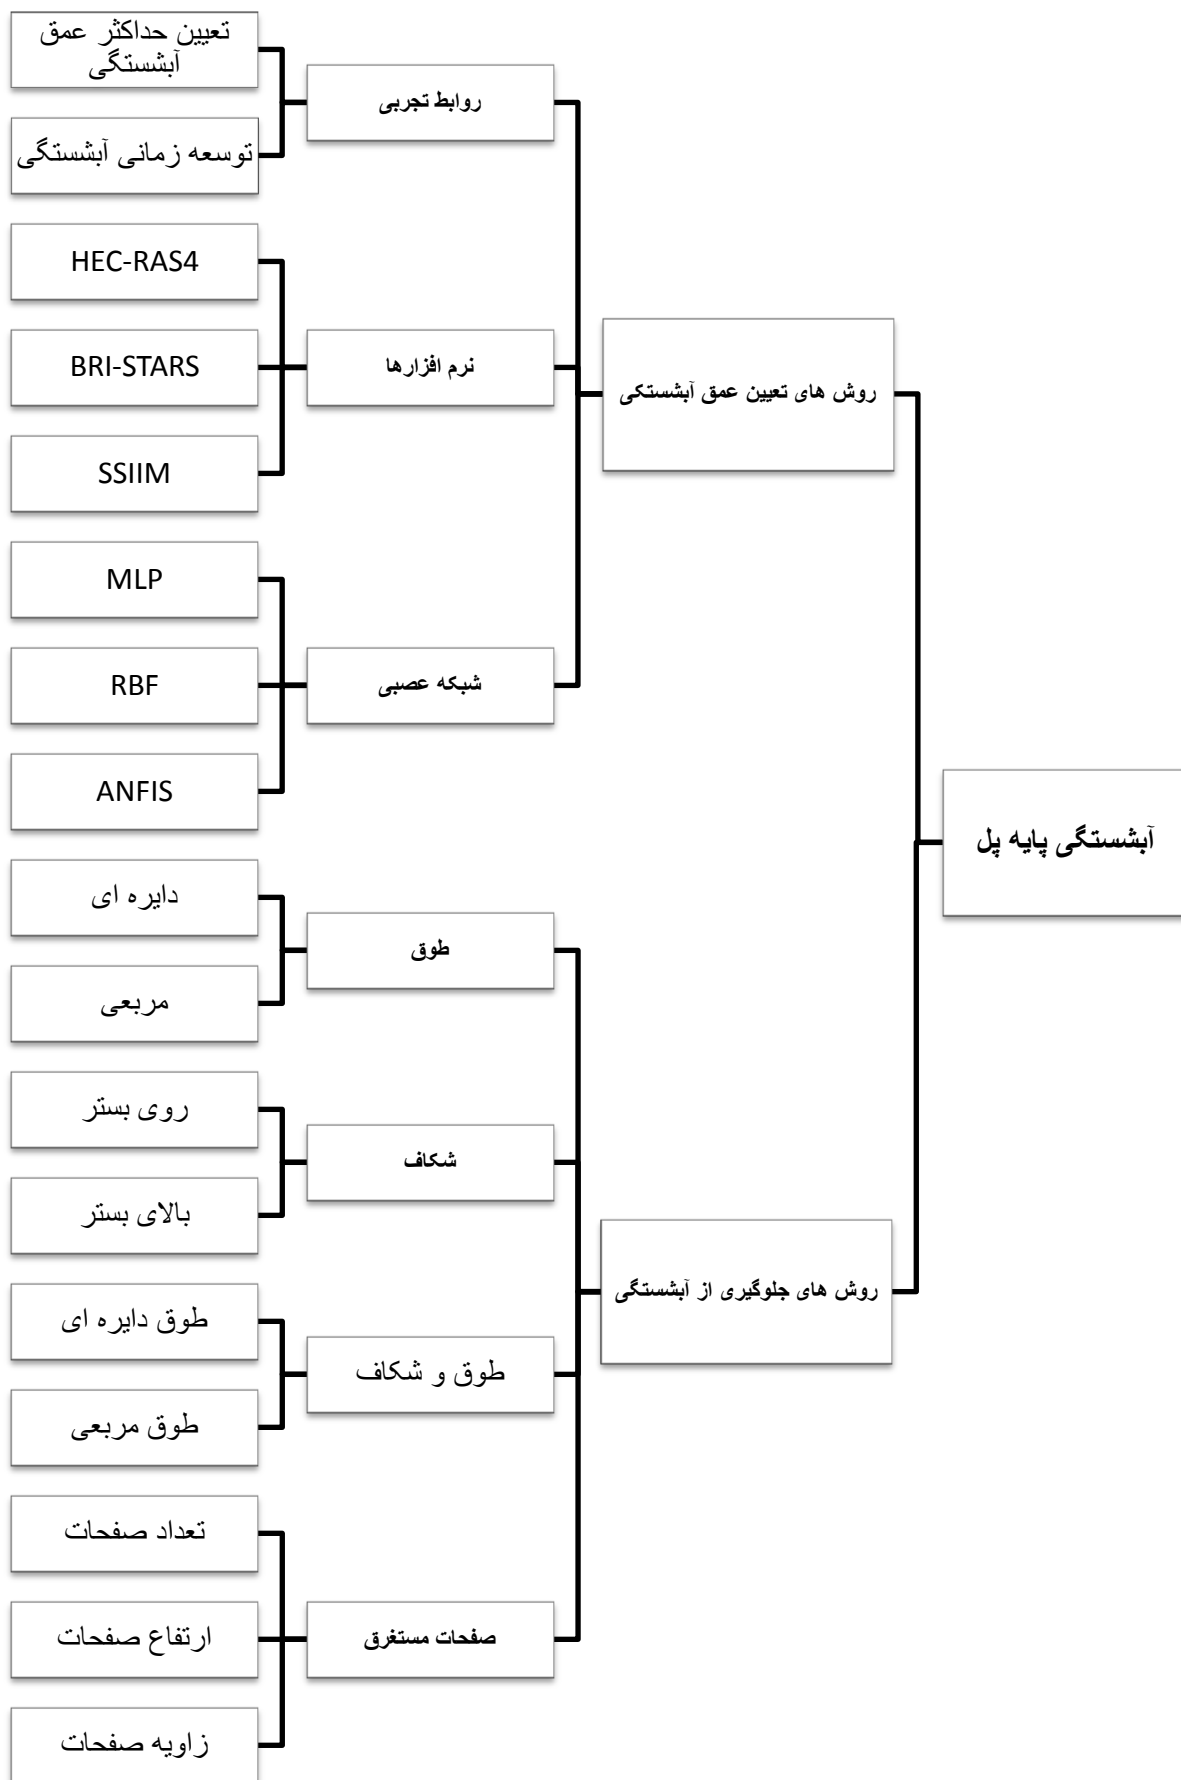 آبشستگی پایه پل
روش های تعیین عمق آبشستکی
روابط تجربی
تعیین حداکثر عمق
آبشستگی
توسعه زمانی آبشستگی
نرم افزارها
HEC-RAS4
BRI-STARS
SSIIM
شبکه عصبی
MLP
RBF
ANFIS
روش های جلوگیری از آبشستگی
طوق
دایره ای
مربعی
شکاف
روی بستر
بالای بستر
طوق و شکاف
طوق دایره ای
طوق مربعی
صفحات مستغرق
تعداد صفحات
ارتفاع صفحات
زاویه صفحات